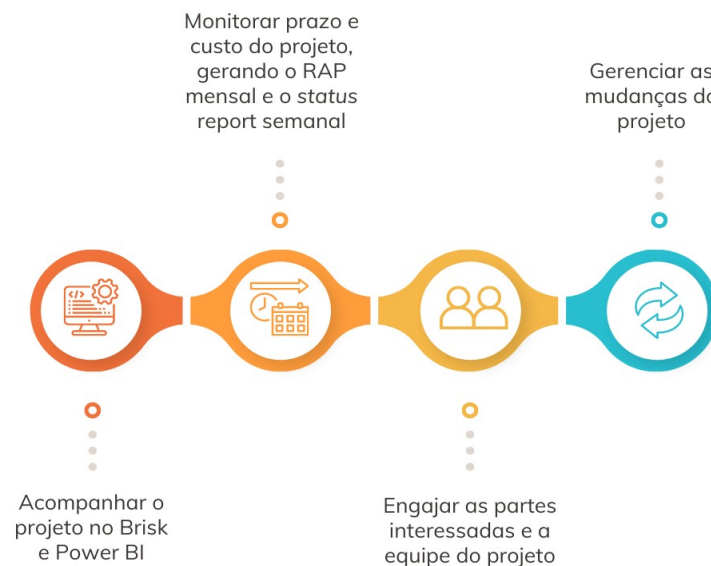 Monitorar prazo e
custo do projeto,
gerando o RAP
mensal e o status
report semanal
Gerenciar as
mudanças do
projeto
Acompanhar o
projeto no Brisk
e Power BI
Engajar as partes
interessadas e a
equipe do projeto